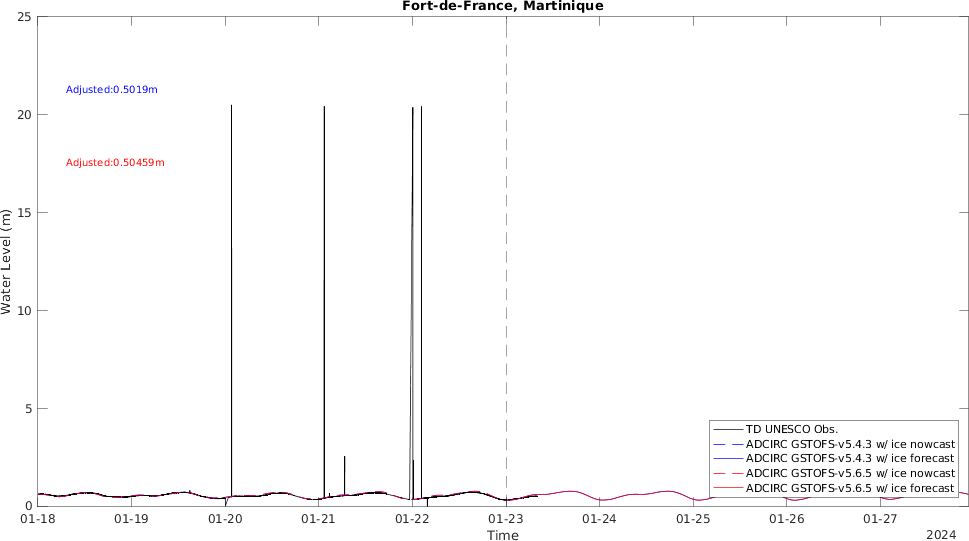 Fort-de-France, Martinique
25
20
15
10
5
0
Water Level (m)
Adjusted:0.5019m
Adjusted:0.50459m
TD UNESCO Obs.
ADCIRC GSTOFS-v5.4.3 w/ ice nowcast
ADCIRC GSTOFS-v5.4.3 w/ ice forecast
ADCIRC GSTOFS-v5.6.5 w/ ice nowcast
ADCIRC GSTOFS-v5.6.5 w/ ice forecast
01-18 01-19 01-20 01-21 01-22 01-23 01-24 01-25 01-26 01-27
Time
2024